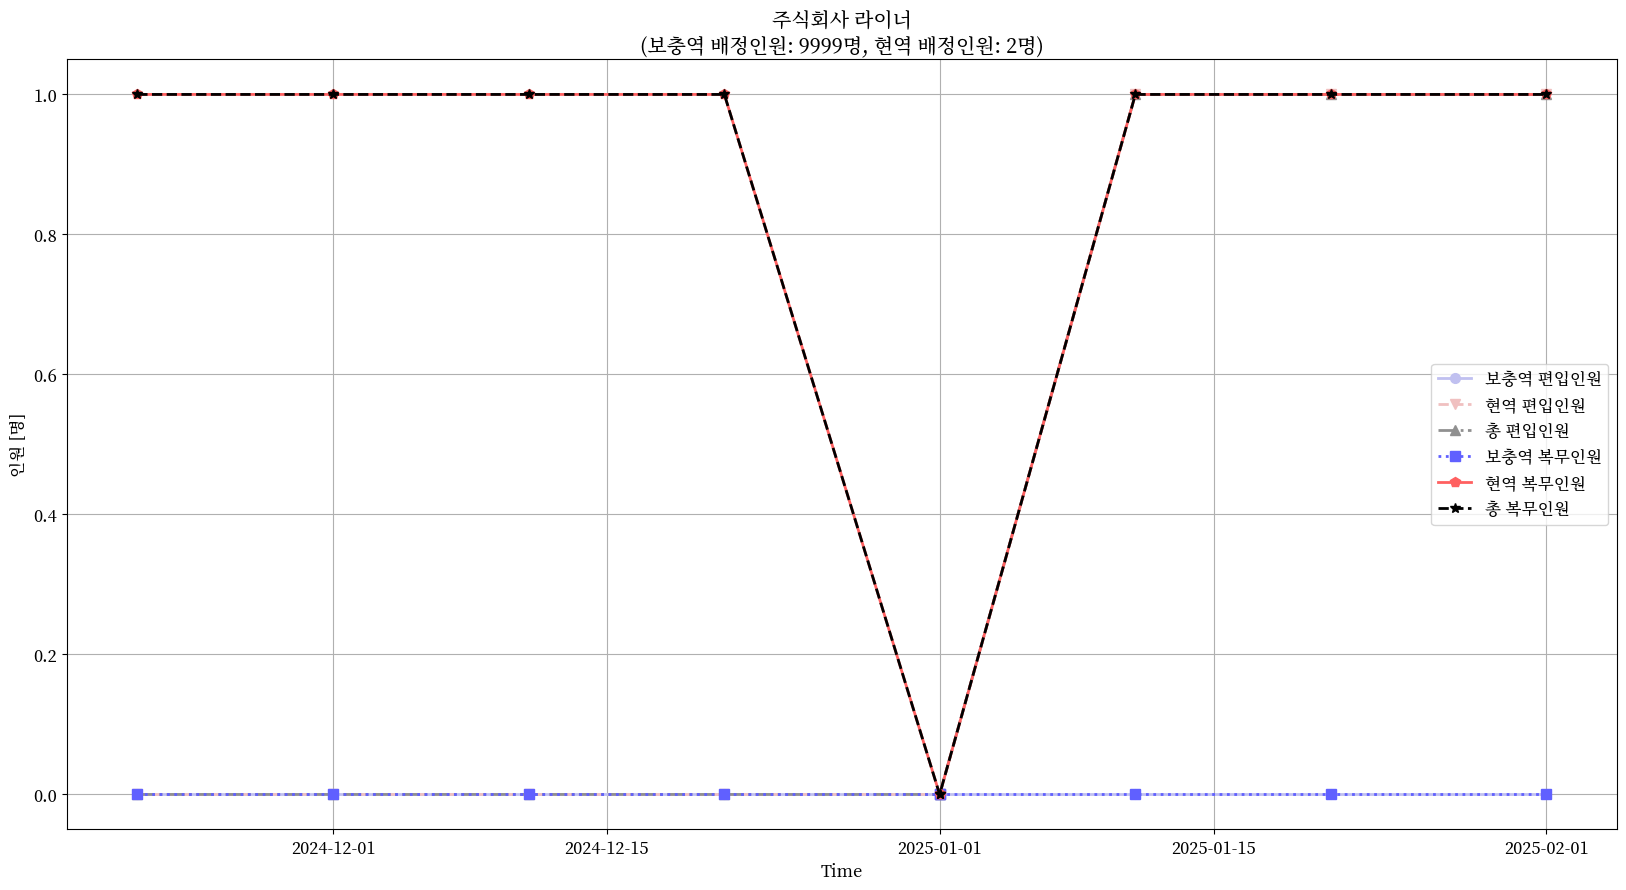 주식회사 라이너
(보충역 배정인원: 9999명, 현역 배정인원: 2명)
인원 [명]
1.0
0.8
0.6
0.4
0.2
0.0
보충역 편입인원
현역 편입인원
총 편입인원
보충역 복무인원
현역 복무인원
총 복무인원
2024-12-01
2024-12-15
2025-01-01
2025-01-15
2025-02-01
Time